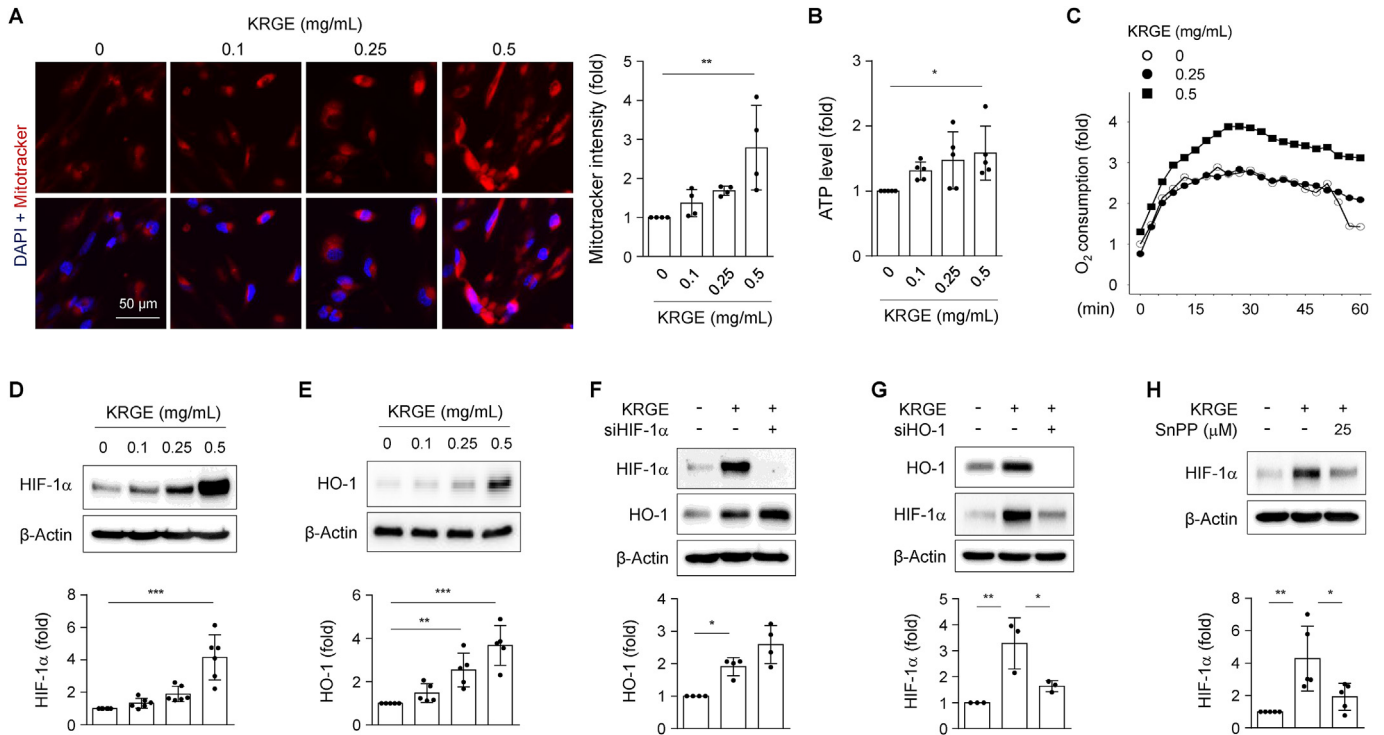 A
KRGE (mg/mL)
0 0.1 0.25 0.5
DAPI + Mitotracker
50 μm
Mitotracker intensity (fold)
5
4
3
2
1
0
**
0 0.1 0.25 0.5
KRGE (mg/mL)
B
ATP level (fold)
3
2
1
0
*
0 0.1 0.25 0.5
KRGE (mg/mL)
C
KRGE (mg/mL)
0
0.25
0.5
O2 consumption (fold)
4
3
2
1
0
(min) 0 15 30 45 60
D
KRGE (mg/mL)
0 0.1 0.25 0.5
HIF-1α
β-Actin
HIF-1α (fold)
8
6
4
2
0
***
E
KRGE (mg/mL)
0 0.1 0.25 0.5
HO-1
β-Actin
HO-1 (fold)
6
4
2
0
***
**
F
KRGE - + +
siHIF-1α - - +
HIF-1α
HO-1
β-Actin
HO-1 (fold)
4
3
2
1
0
*
G
KRGE - + +
siHO-1 - - +
HO-1
HIF-1α
β-Actin
HIF-1α (fold)
5
4
3
2
1
0
** *
H
KRGE - + +
SnPP (μM) - - 25
HIF-1α
β-Actin
HIF-1α (fold)
8
6
4
2
0
** *